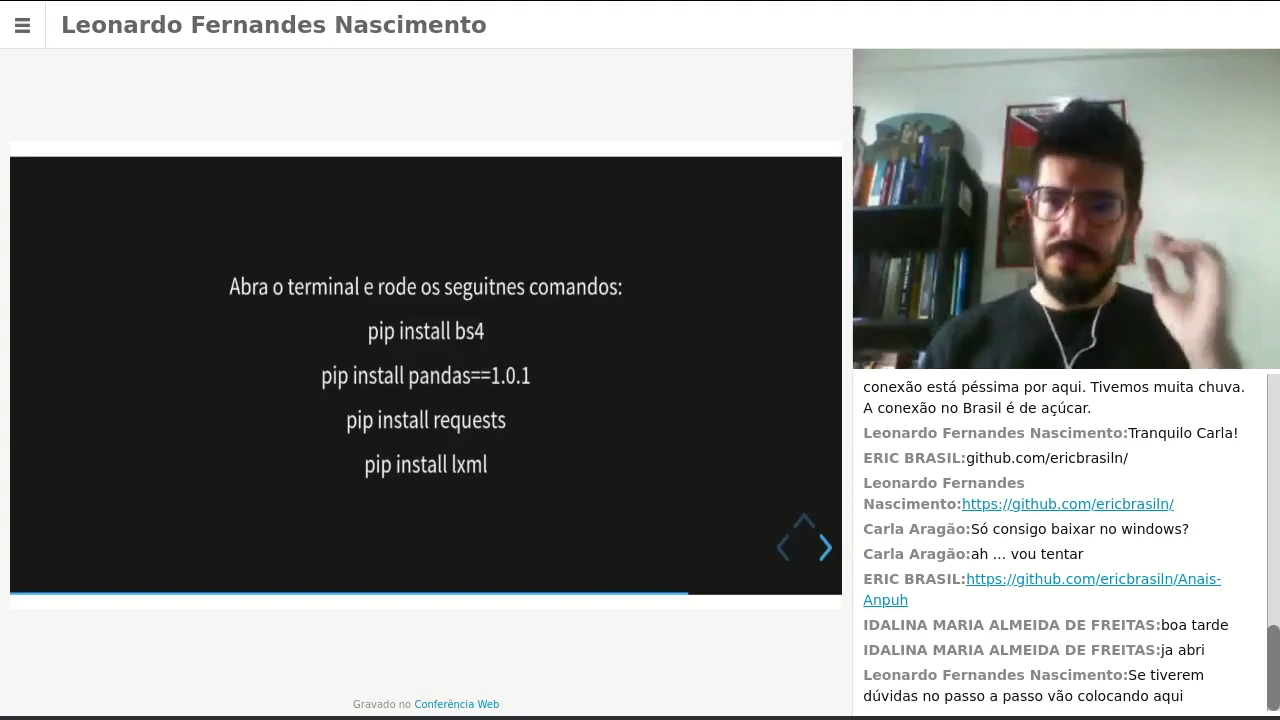 Leonardo Fernandes Nascimento
Abra o terminal e rode os seguitnes comandos:
pip install bs4
pip install pandas==1.0.1
pip install requests
pip install lxml
Gravado no Conferência Web
conexão está péssima por aqui. Tivemos muita chuva.
A conexão no Brasil é de açúcar.
Leonardo Fernandes Nascimento:Tranquilo Carla!
ERIC BRASIL:github.com/ericbrasiln/
Leonardo Fernandes
Nascimento:https://github.com/ericbrasiln/
Carla Aragão:Só consigo baixar no windows?
Carla Aragão:ah ... vou tentar
ERIC BRASIL:https://github.com/ericbrasiln/Anais-
Anpuh
IDALINA MARIA ALMEIDA DE FREITAS:boa tarde
IDALINA MARIA ALMEIDA DE FREITAS:ja abri
Leonardo Fernandes Nascimento:Se tiverem
dúvidas no passo a passo vão colocando aqui